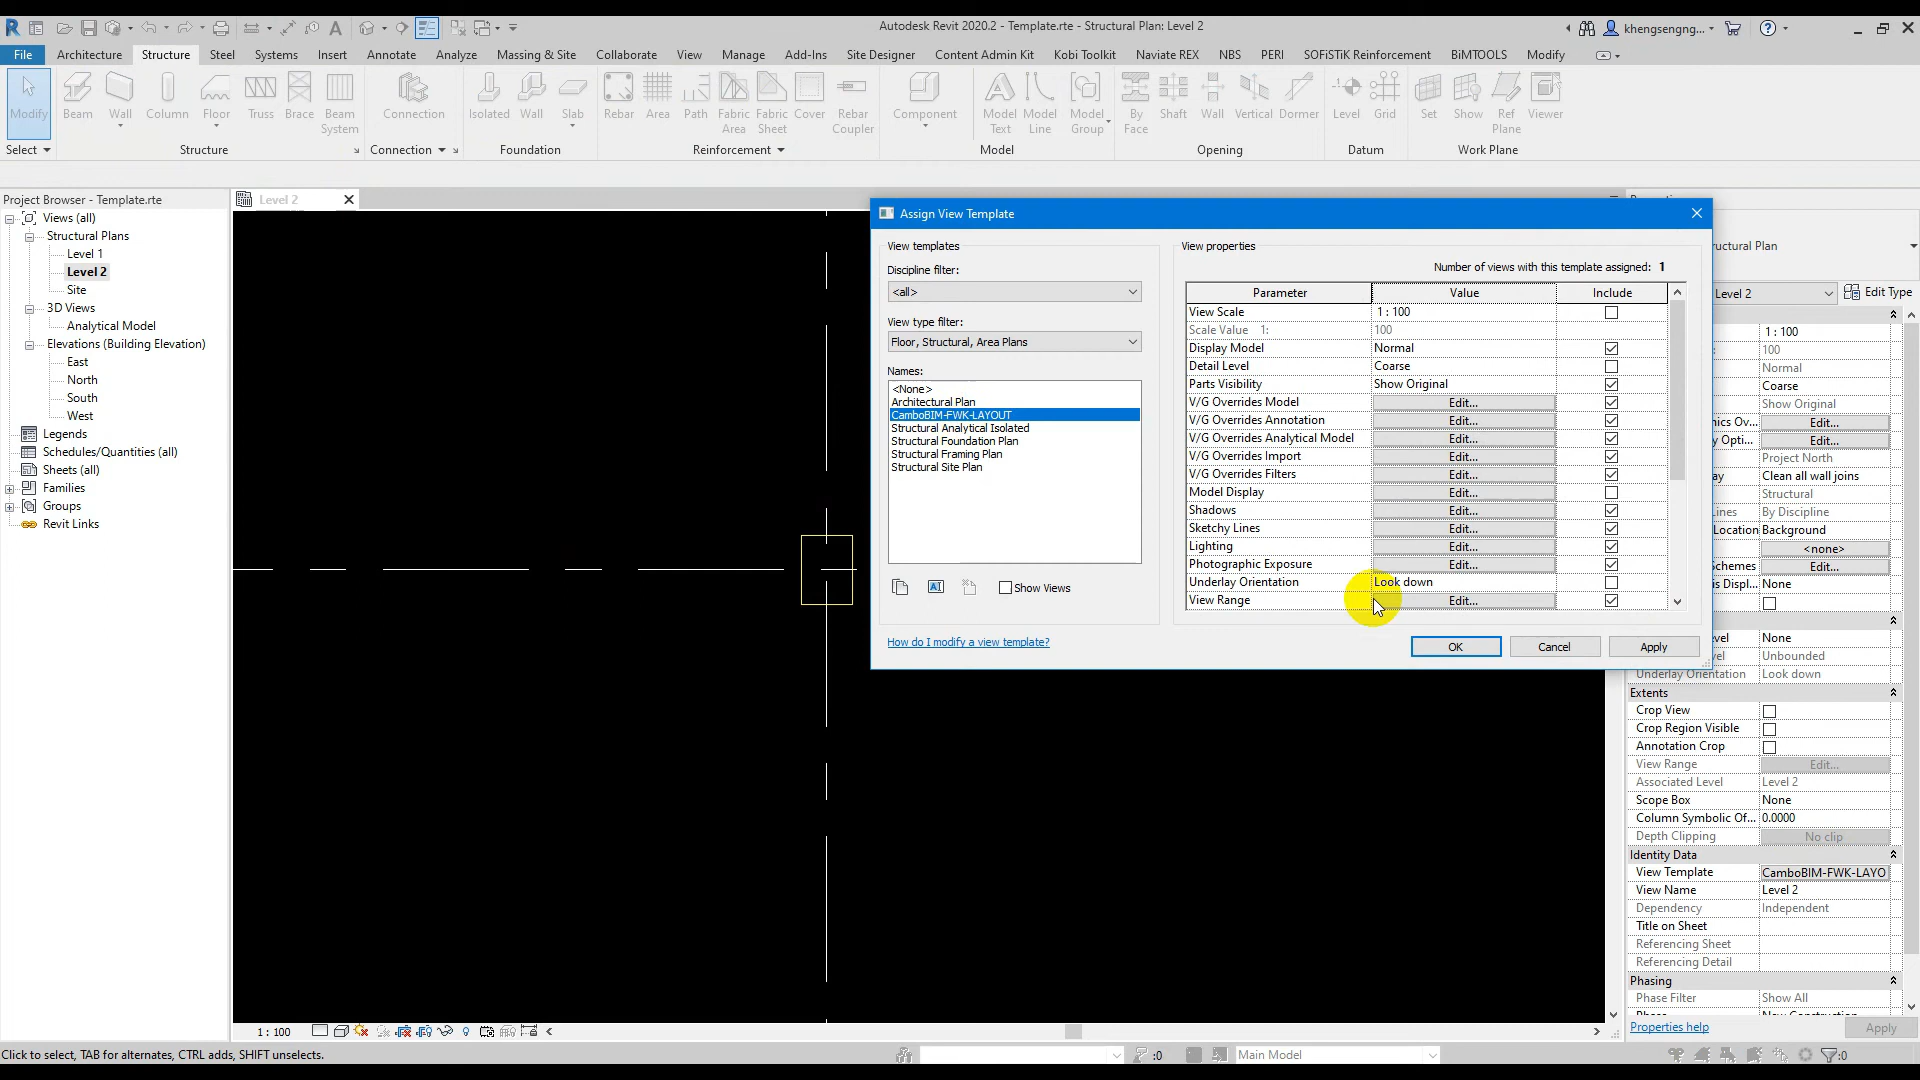 Autodesk Revit 2020.2 - Template.rte - Structural Plan: Level 2
khengsengng...
File Architecture Structure Steel Systems Insert Annotate Analyze Massing & Site Collaborate View Manage Add-Ins Site Designer Content Admin Kit Kobi Toolkit Naviate REX NBS PERI SOFiSTiK Reinforcement BiMTOOLS Modify
Modify Beam Wall Column Floor Truss Brace Beam System Connection Isolated Wall Slab Rebar Area Path Fabric Area Fabric Sheet Cover Rebar Coupler Component Model Text Model Line Model Group By Face Shaft Wall Vertical Dormer Level Grid Set Show Ref Plane Viewer
Select Structure Connection Foundation Reinforcement Model Opening Datum Work Plane
Project Browser - Template.rte
Views (all)
Structural Plans
Level 1
Level 2
Site
3D Views
Analytical Model
Elevations (Building Elevation)
East
North
South
West
Legends
Schedules/Quantities (all)
Sheets (all)
Families
Groups
Revit Links
Level 2
Assign View Template
View templates
Discipline filter:
<all>
View type filter:
Floor, Structural, Area Plans
Names:
<None>
Architectural Plan
CamboBIM-FWK-LAYOUT
Structural Analytical Isolated
Structural Foundation Plan
Structural Framing Plan
Structural Site Plan
Show Views
How do I modify a view template?
View properties
Number of views with this template assigned: 1
Parameter Value Include
View Scale 1 : 100
Scale Value 1: 100
Display Model Normal
Detail Level Coarse
Parts Visibility Show Original
V/G Overrides Model Edit...
V/G Overrides Annotation Edit...
V/G Overrides Analytical Model Edit...
V/G Overrides Import Edit...
V/G Overrides Filters Edit...
Model Display Edit...
Shadows Edit...
Sketchy Lines Edit...
Lighting Edit...
Photographic Exposure Edit...
Underlay Orientation Look down
View Range Edit...
OK Cancel Apply
uctural Plan
Level 2 Edit Type
1 : 100
100
Normal
Coarse
Show Original
ics Ov... Edit...
y Opti... Edit...
Project North
ay Clean all wall joins
Structural
ines By Discipline
Location Background
<none>
chemes Edit...
is Displ... None
evel None
vel Unbounded
Underlay Orientation Look down
Extents
Crop View
Crop Region Visible
Annotation Crop
View Range Edit...
Associated Level Level 2
Scope Box None
Column Symbolic Of... 0.0000
Depth Clipping No clip
Identity Data
View Template CamboBIM-FWK-LAYO
View Name Level 2
Dependency Independent
Title on Sheet
Referencing Sheet
Referencing Detail
Phasing
Phase Filter Show All
Properties help Apply
1 : 100
Click to select, TAB for alternates, CTRL adds, SHIFT unselects.
:0 Main Model :0